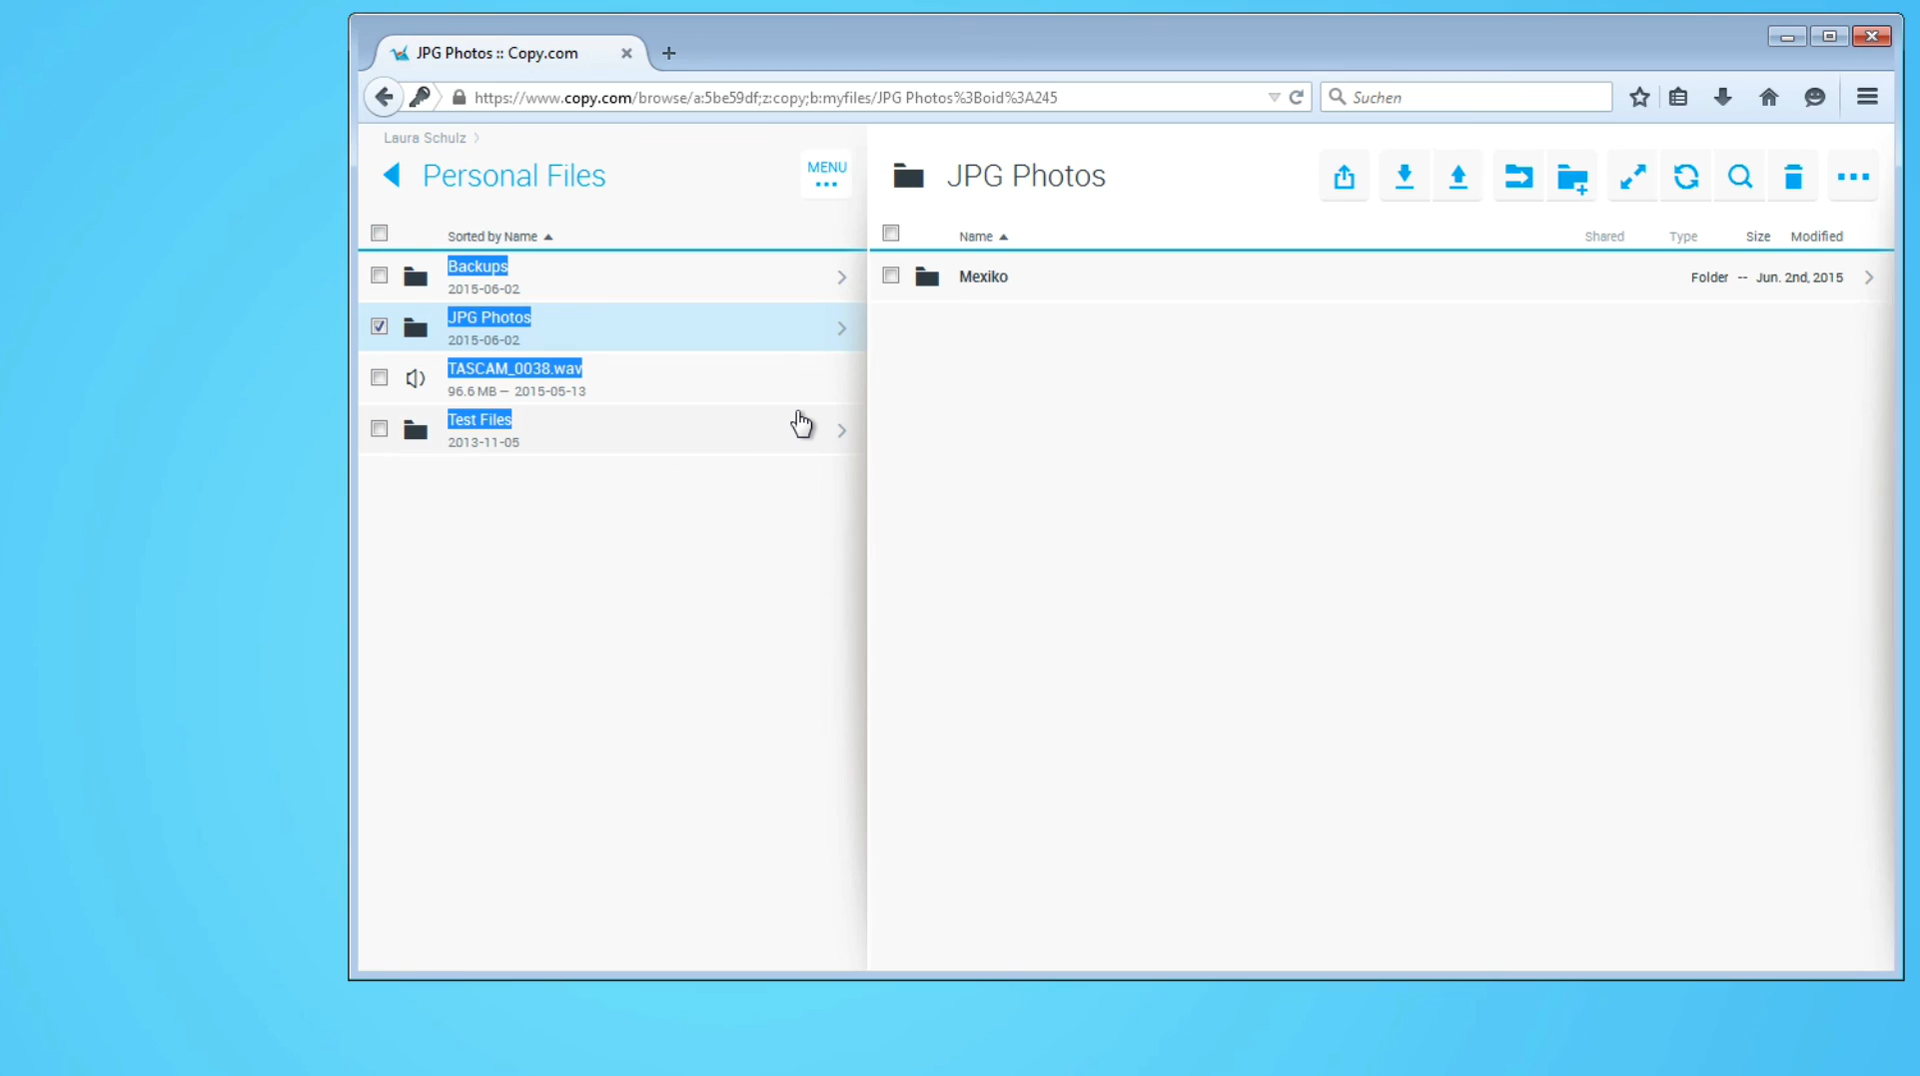 JPG Photos :: Copy.com
https://www.copy.com/browse/a:5be59df;z:copy;b:myfiles/JPG Photos%3Boid%3A245
Suchen
Laura Schulz
Personal Files
MENU
JPG Photos
Sorted by Name
Name Shared Type Size Modified
Backups
2015-06-02
JPG Photos
2015-06-02
TASCAM_0038.wav
96.6 MB — 2015-05-13
Test Files
2013-11-05
Mexiko Folder -- Jun. 2nd, 2015